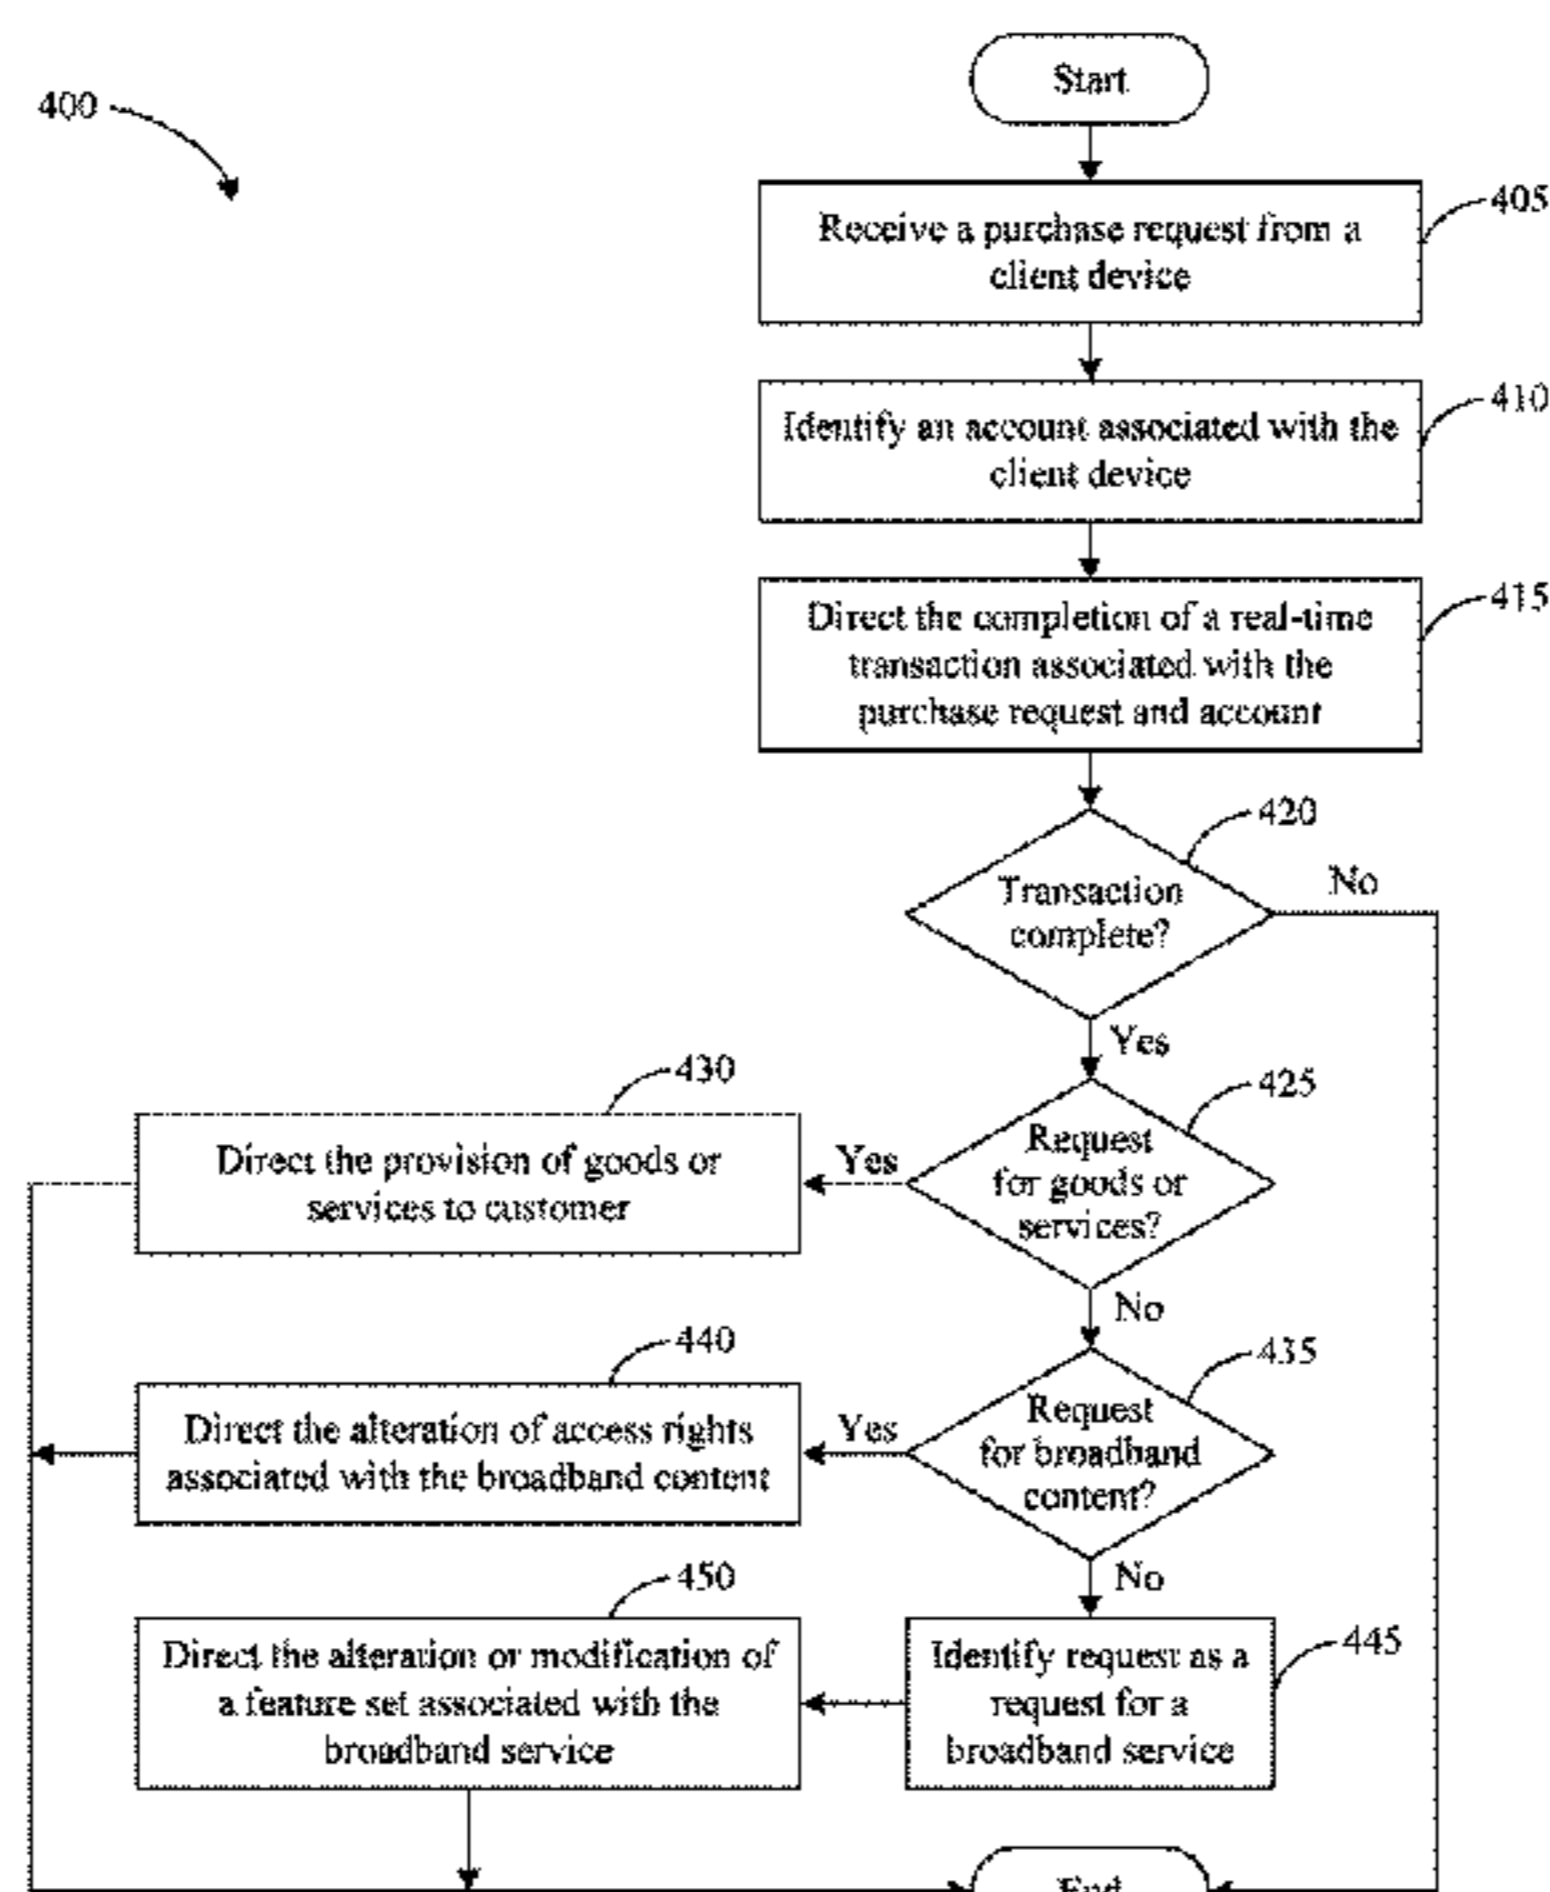 400
Start
405
Receive a purchase request from a
client device
410
Identify an account associated with the
client device
415
Direct the completion of a real-time
transaction associated with the
purchase request and account
420
Transaction
complete?
No
Yes
430
425
Direct the provision of goods or
services to customer
Yes
Request
for goods or
services?
No
440
435
Direct the alteration of access rights
associated with the broadband content
Yes
Request
for broadband
content?
No
450
445
Direct the alteration or modification of
a feature set associated with the
broadband service
Identify request as a
request for a
broadband service
End